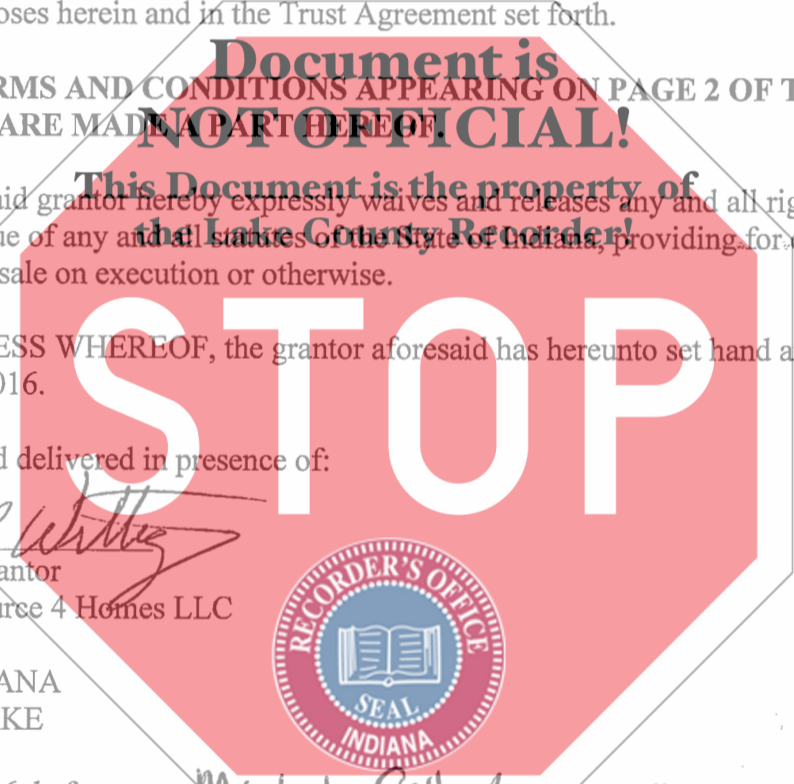 oses herein and in the Trust Agreement set forth.
Document is
RMS AND CONDITIONS APPEARING ON PAGE 2 OF T
NOT OFFICIAL!
ARE MADE A PART HEREOF.
This Document is the property of
aid grantor hereby expressly waives and releases any and all rig
the Lake County Recorder!
ue of any and all statutes of the State of Indiana, providing for
sale on execution or otherwise.
STOP
ESS WHEREOF, the grantor aforesaid has hereunto set hand a
016.
d delivered in presence of:
antor
urce 4 Homes LLC
RECORDER'S OFFICE
SEAL
INDIANA
ANA
KE